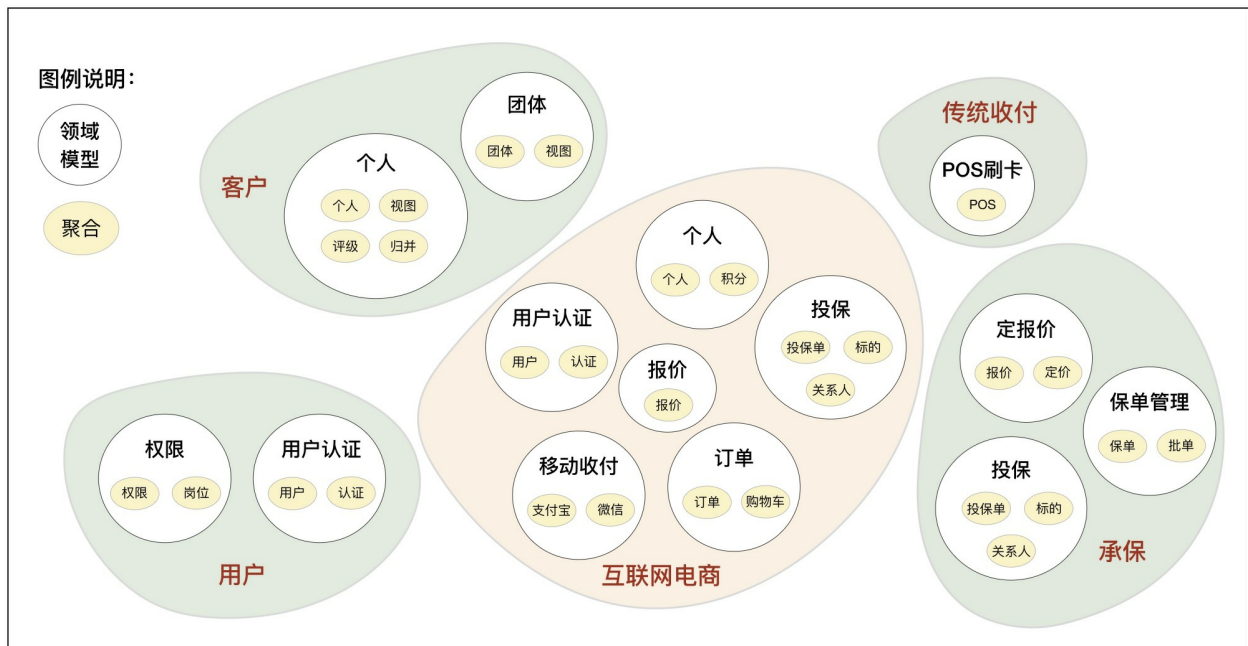 图例说明：
领域
模型
聚合
客户
个人
个人 视图
评级 归并
团体
团体 视图
传统收付
POS刷卡
POS
个人
个人 积分
用户认证
用户 认证
报价
报价
投保
投保单 标的
关系人
移动收付
支付宝 微信
订单
订单 购物车
互联网电商
权限
权限 岗位
用户认证
用户 认证
用户
定报价
报价 定价
保单管理
保单 批单
投保
投保单 标的
关系人
承保